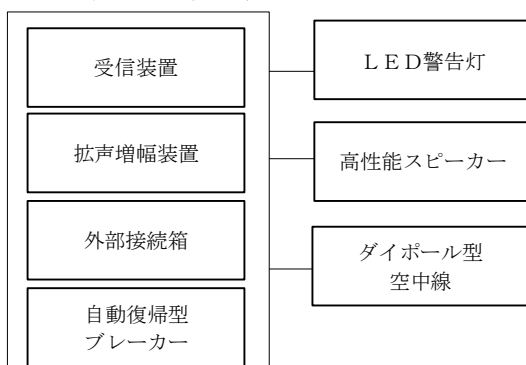 受信装置
拡声増幅装置
外部接続箱
自動復帰型
ブレーカー
ＬＥＤ警告灯
高性能スピーカー
ダイポール型
空中線